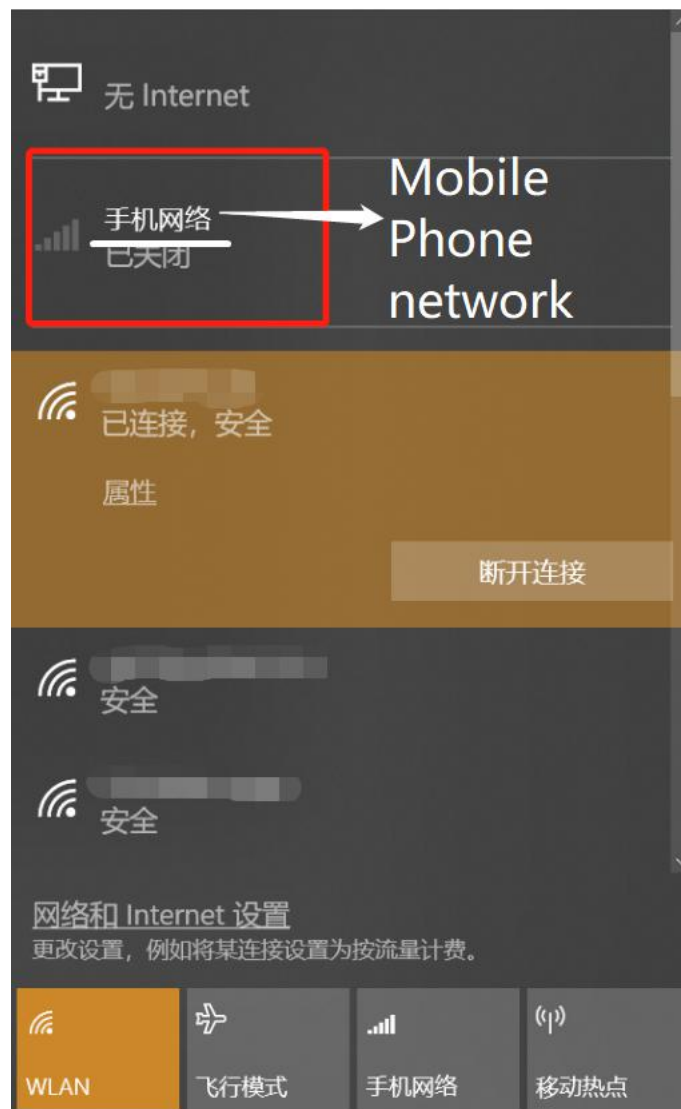 无 Internet
手机网络
已关闭
Mobile
Phone
network
已连接，安全
属性
断开连接
安全
安全
网络和 Internet 设置
更改设置，例如将某连接设置为按流量计费。
WLAN
飞行模式
手机网络
移动热点